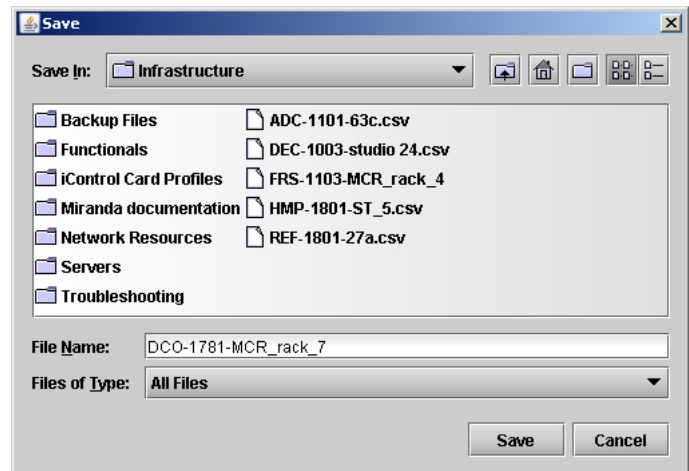 Save
Save In: Infrastructure
Backup Files
Functionals
iControl Card Profiles
Miranda documentation
Network Resources
Servers
Troubleshooting
ADC-1101-63c.csv
DEC-1003-studio 24.csv
FRS-1103-MCR_rack_4
HMP-1801-ST_5.csv
REF-1801-27a.csv
File Name: DCO-1781-MCR_rack_7
Files of Type: All Files
Save Cancel